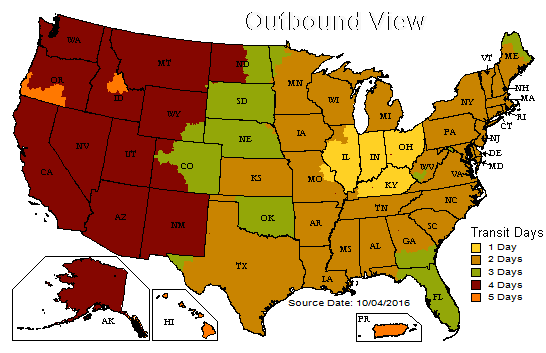 Outbound View
WA
MT
ND
OR
ID
MN
WI
MI
VT
ME
NH
MA
NY
RI
CT
SD
WY
IA
NE
PA
NJ
NV
UT
CO
IL
IN
OH
DE
MD
WV
VA
CA
KS
MO
KY
NC
TN
AZ
NM
OK
AR
SC
MS
AL
GA
TX
LA
FL
Transit Days
1 Day
2 Days
3 Days
4 Days
5 Days
Source Date: 10/04/2016
AK
HI
PR